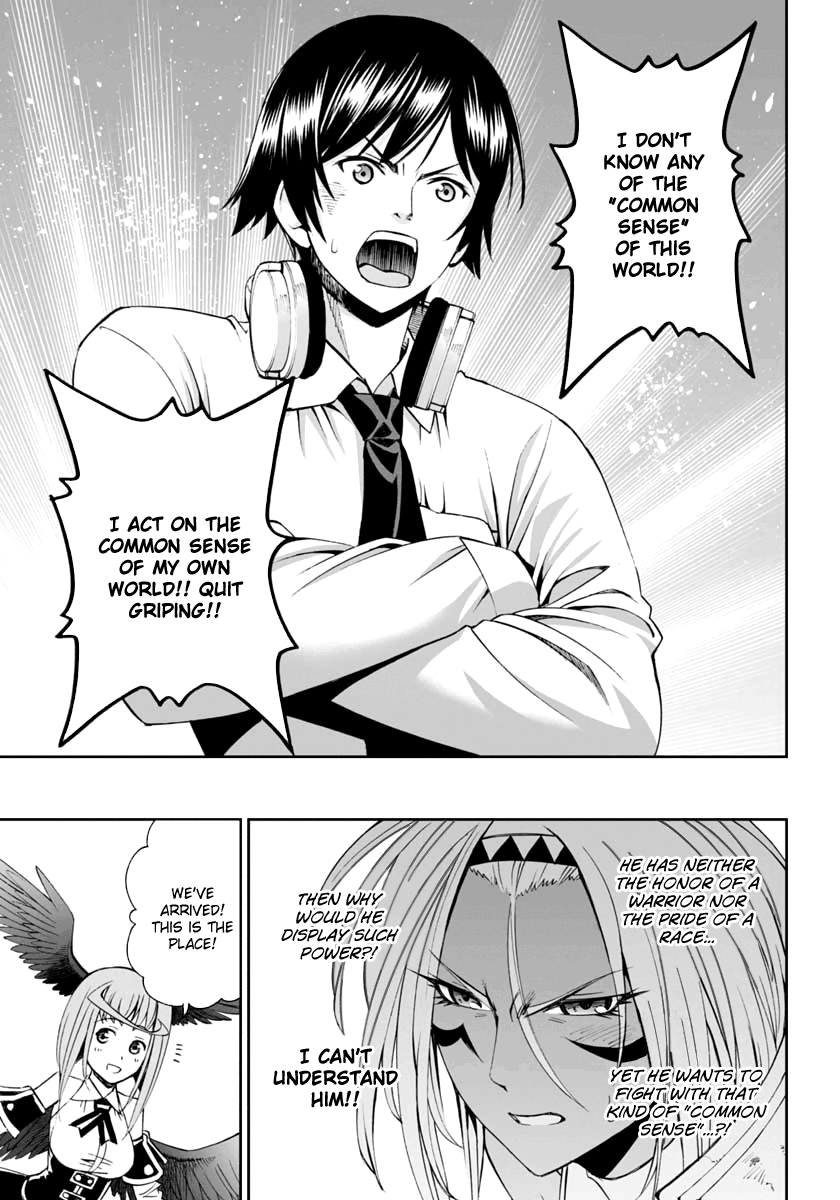 I DON'T
KNOW ANY
OF THE
"COMMON
SENSE"
OF THIS
WORLD!!
I ACT ON THE
COMMON SENSE
OF MY OWN
WORLD!! QUIT
GRIPING!!
HE HAS NEITHER
THE HONOR OF A
WARRIOR NOR
THE PRIDE OF A
RACE...
THEN WHY
WOULD HE
DISPLAY SUCH
POWER?!
YET HE WANTS TO
FIGHT WITH THAT
KIND OF "COMMON
SENSE"...?!
I CAN'T
UNDERSTAND
HIM!!
WE'VE
ARRIVED!
THIS IS THE
PLACE!